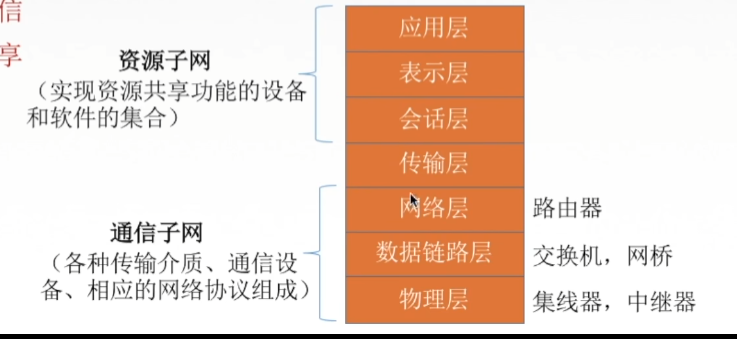 信
享
资源子网
（实现资源共享功能的设备
和软件的集合）
通信子网
（各种传输介质、通信设
备、相应的网络协议组成）
应用层
表示层
会话层
传输层
网络层
数据链路层
物理层
路由器
交换机，网桥
集线器，中继器